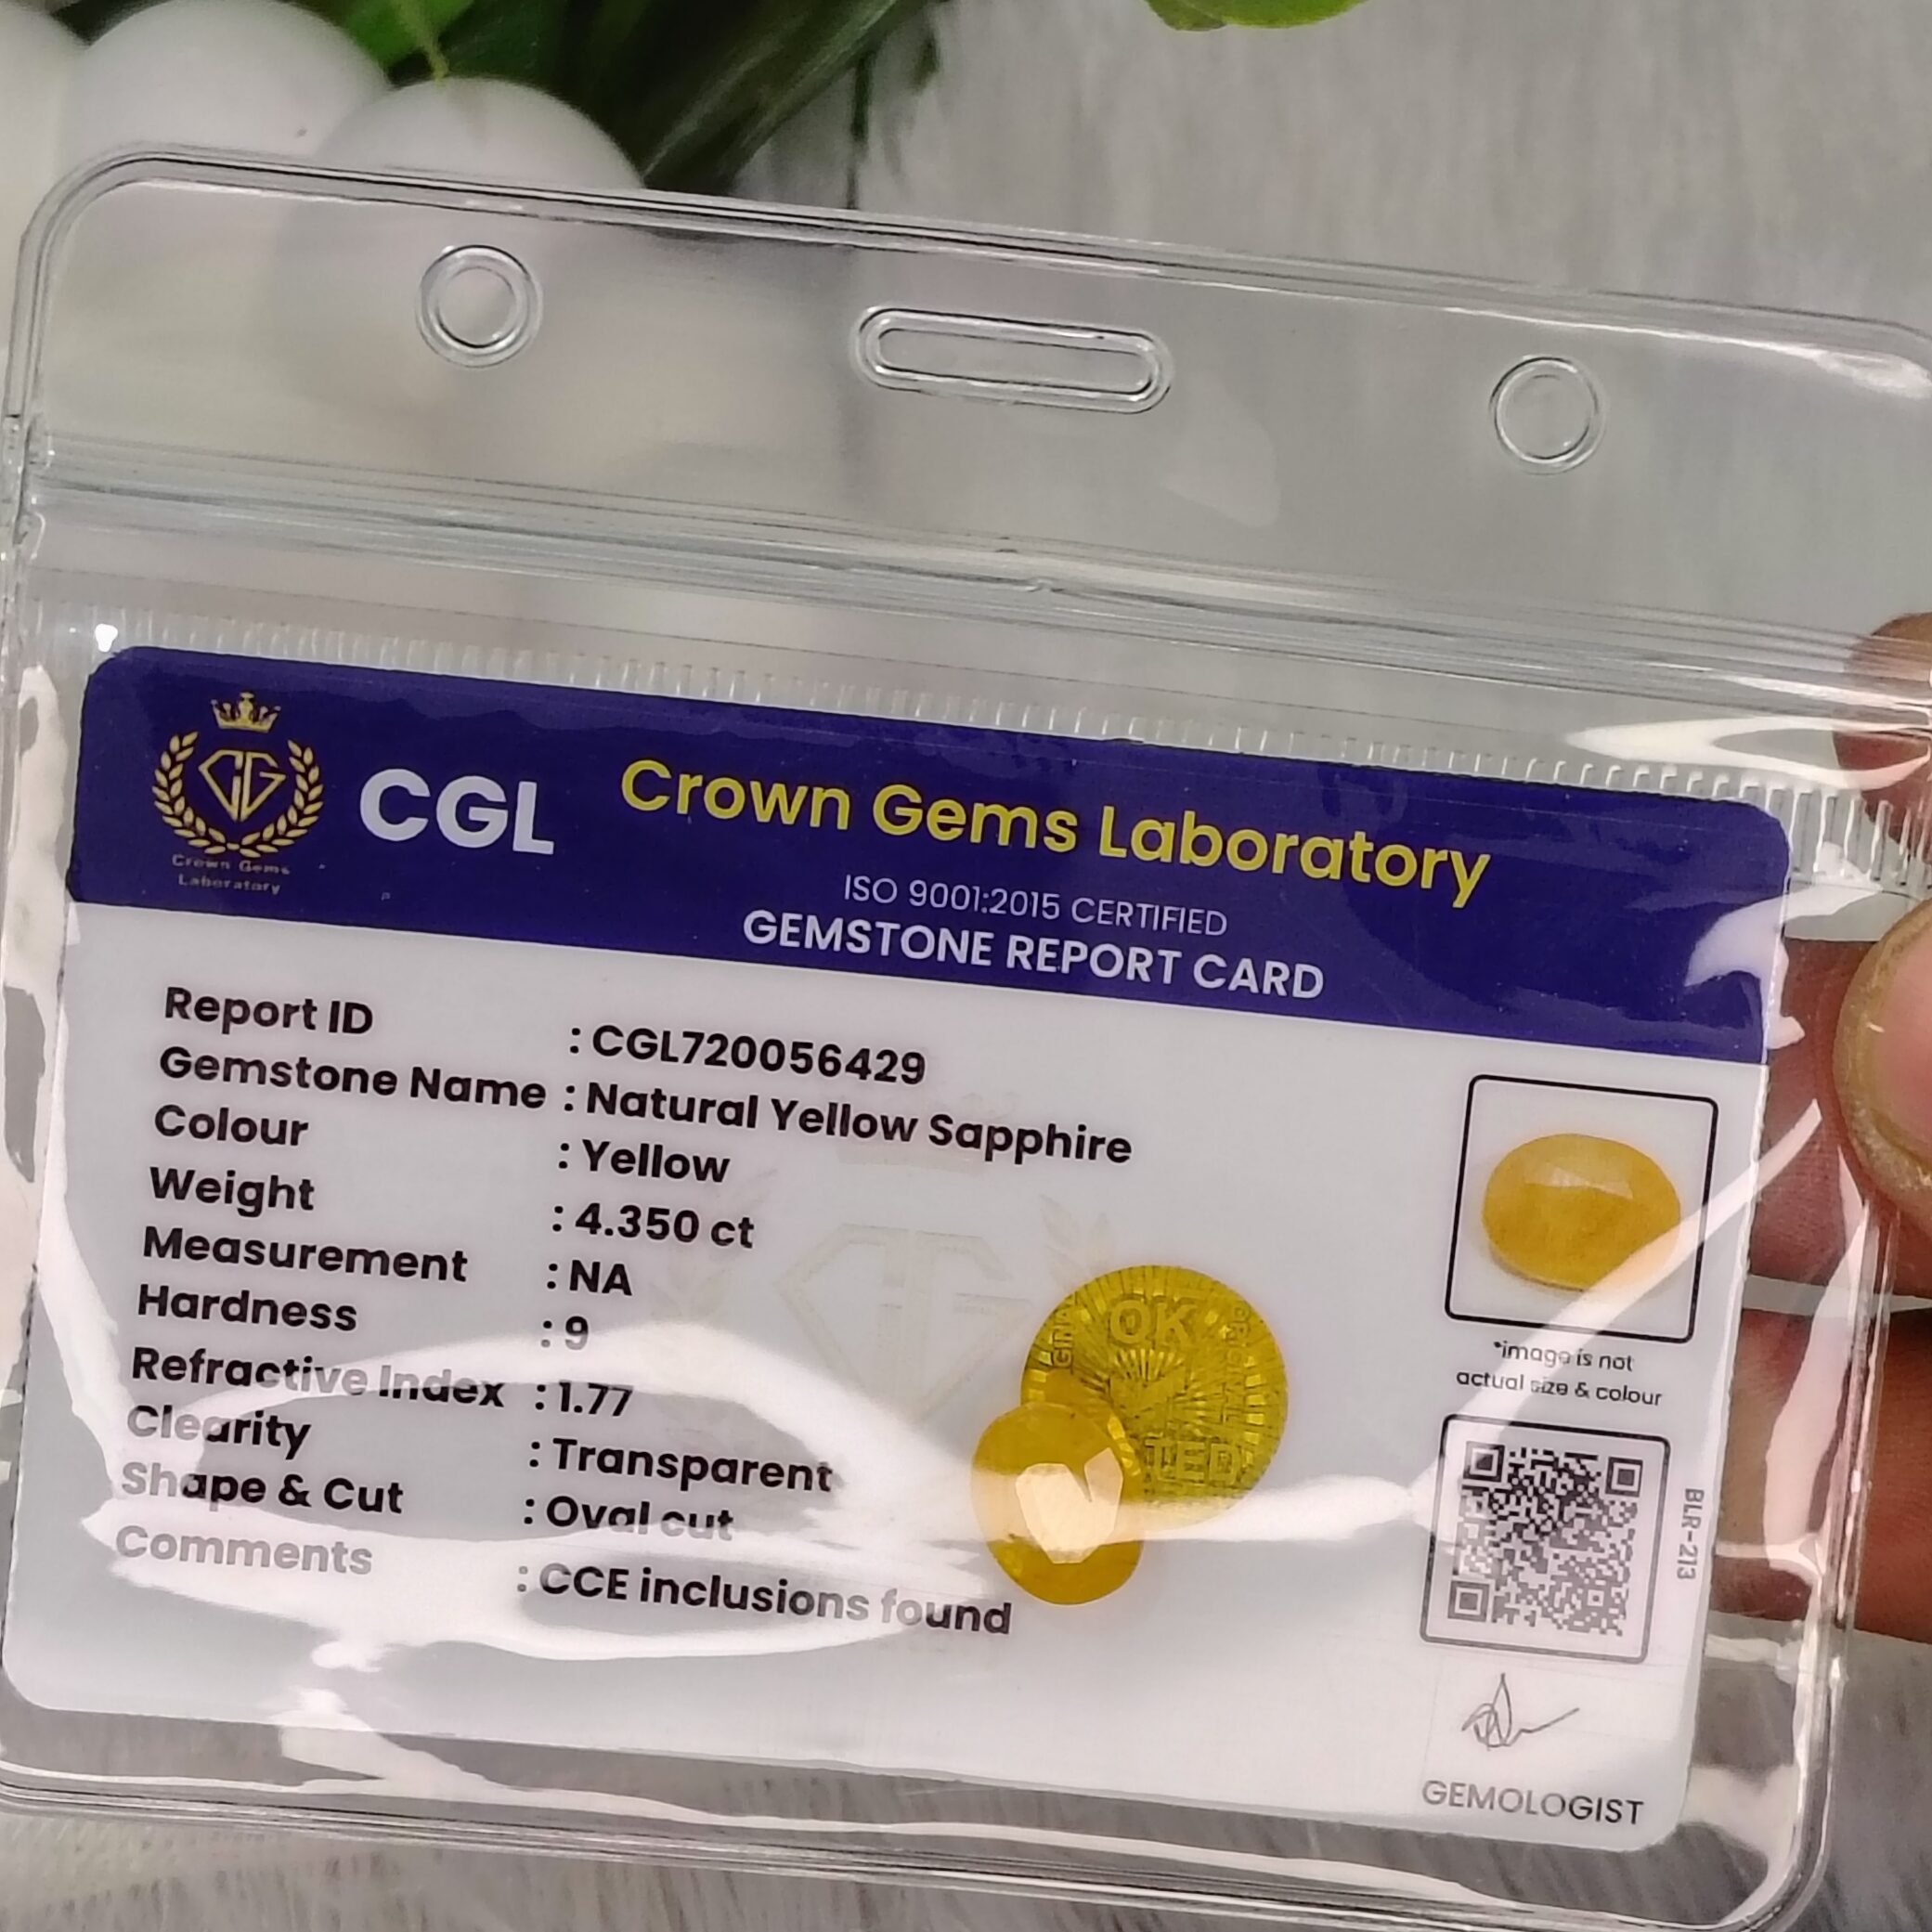 CGL
Crown Gems Laboratory
Crown Gems
Laboratory
ISO 9001:2015 CERTIFIED
GEMSTONE REPORT CARD
Report ID : CGL720056429
Gemstone Name : Natural Yellow Sapphire
Colour : Yellow
Weight : 4.350 ct
Measurement : NA
Hardness : 9
Refractive Index : 1.77
Clearity : Transparent
Shape & Cut : Oval cut
Comments : CCE inclusions found
OK
TED
*image is not
actual size & colour
BLR-213
GEMOLOGIST